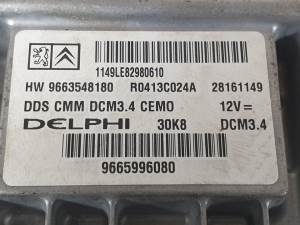 1149LE82980610
HW 9663548180 R0413C024A 28161149
DDS CMM DCM3.4 CEMO 12V=
DELPHI 30K8 DCM3.4
9665996080